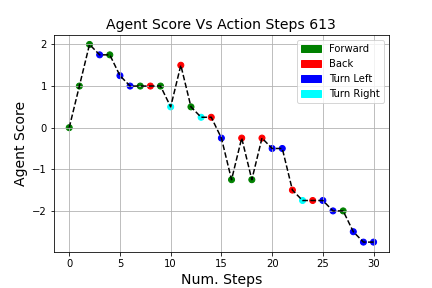 Agent Score Vs Action Steps 613
Forward
Back
Turn Left
Turn Right
Agent Score
2
1
0
−1
−2
0
5
10
15
20
25
30
Num. Steps